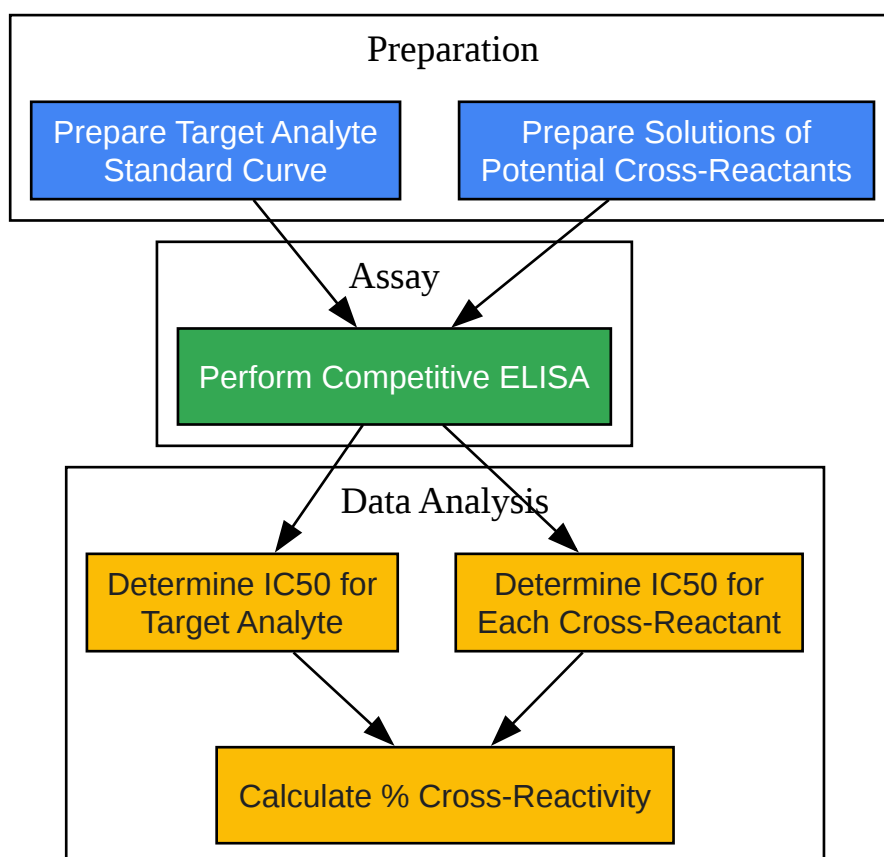 Preparation
Prepare Target Analyte
Standard Curve
Prepare Solutions of
Potential Cross-Reactants
Assay
Perform Competitive ELISA
Data Analysis
Determine IC50 for
Target Analyte
Determine IC50 for
Each Cross-Reactant
Calculate % Cross-Reactivity